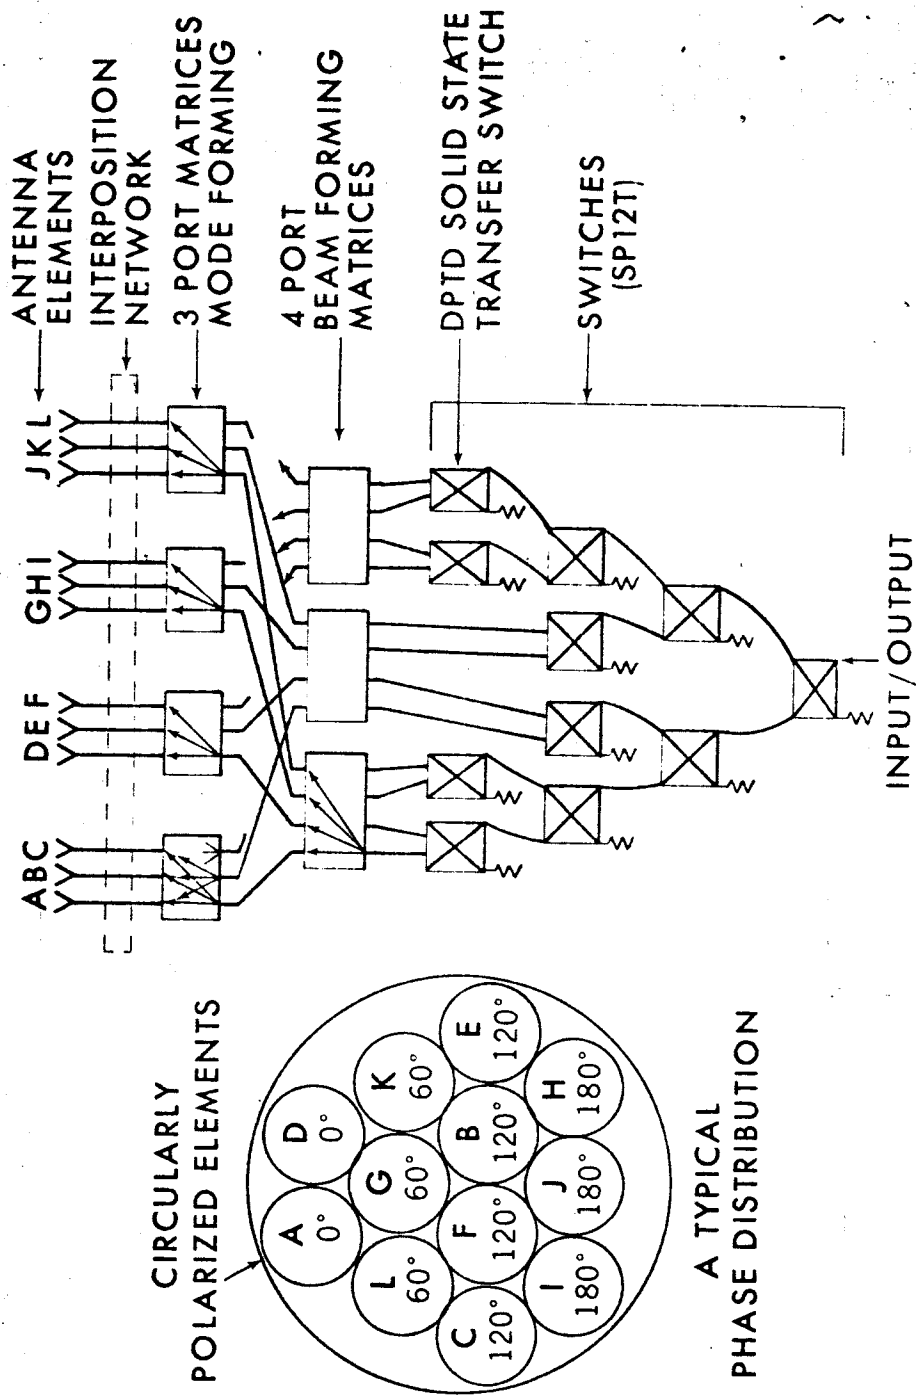 CIRCULARLY
POLARIZED ELEMENTS
A 0°
D 0°
L 60°
G 60°
K 60°
C 120°
F 120°
B 120°
E 120°
I 180°
J 180°
H 180°
A TYPICAL
PHASE DISTRIBUTION
ABC
DEF
GHI
JKL
ANTENNA
ELEMENTS
INTERPOSITION
NETWORK
3 PORT MATRICES
MODE FORMING
4 PORT
BEAM FORMING
MATRICES
DPTD SOLID STATE
TRANSFER SWITCH
SWITCHES
(SP12T)
INPUT/OUTPUT